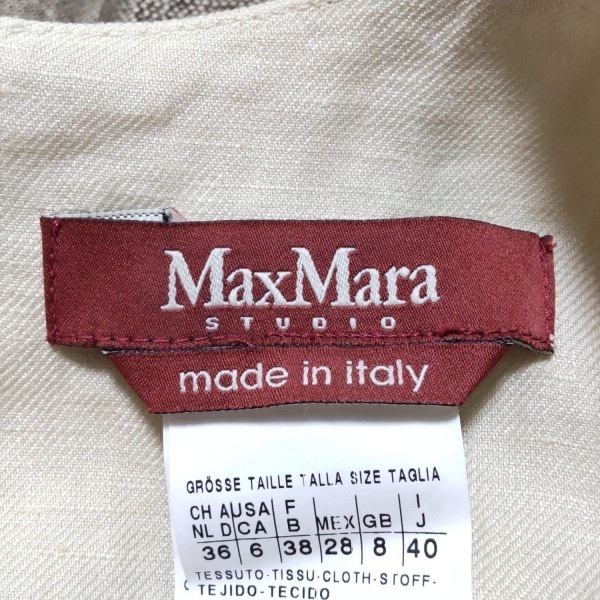 MaxMara
STUDIO
made in italy
GRÖSSE TAILLE TALLA SIZE TAGLIA
CH A USA F I
NL D CA B MEX GB J
36 6 38 28 8 40
TESSUTO-TISSU-CLOTH-STOFF-
TEJIDO-TECIDO